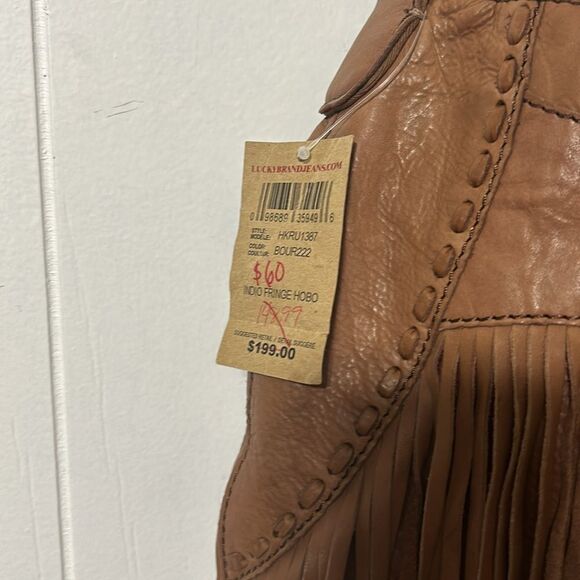 LUCKYBRANDJEANS.COM
0 98689 35949 6
STYLE:
MODELE: HKRU1387
COLOR:
COULEUR: BOUR222
$60
INDIO FRINGE HOBO
SUGGESTED RETAIL / DETAIL SUGGÉRÉ
$199.00